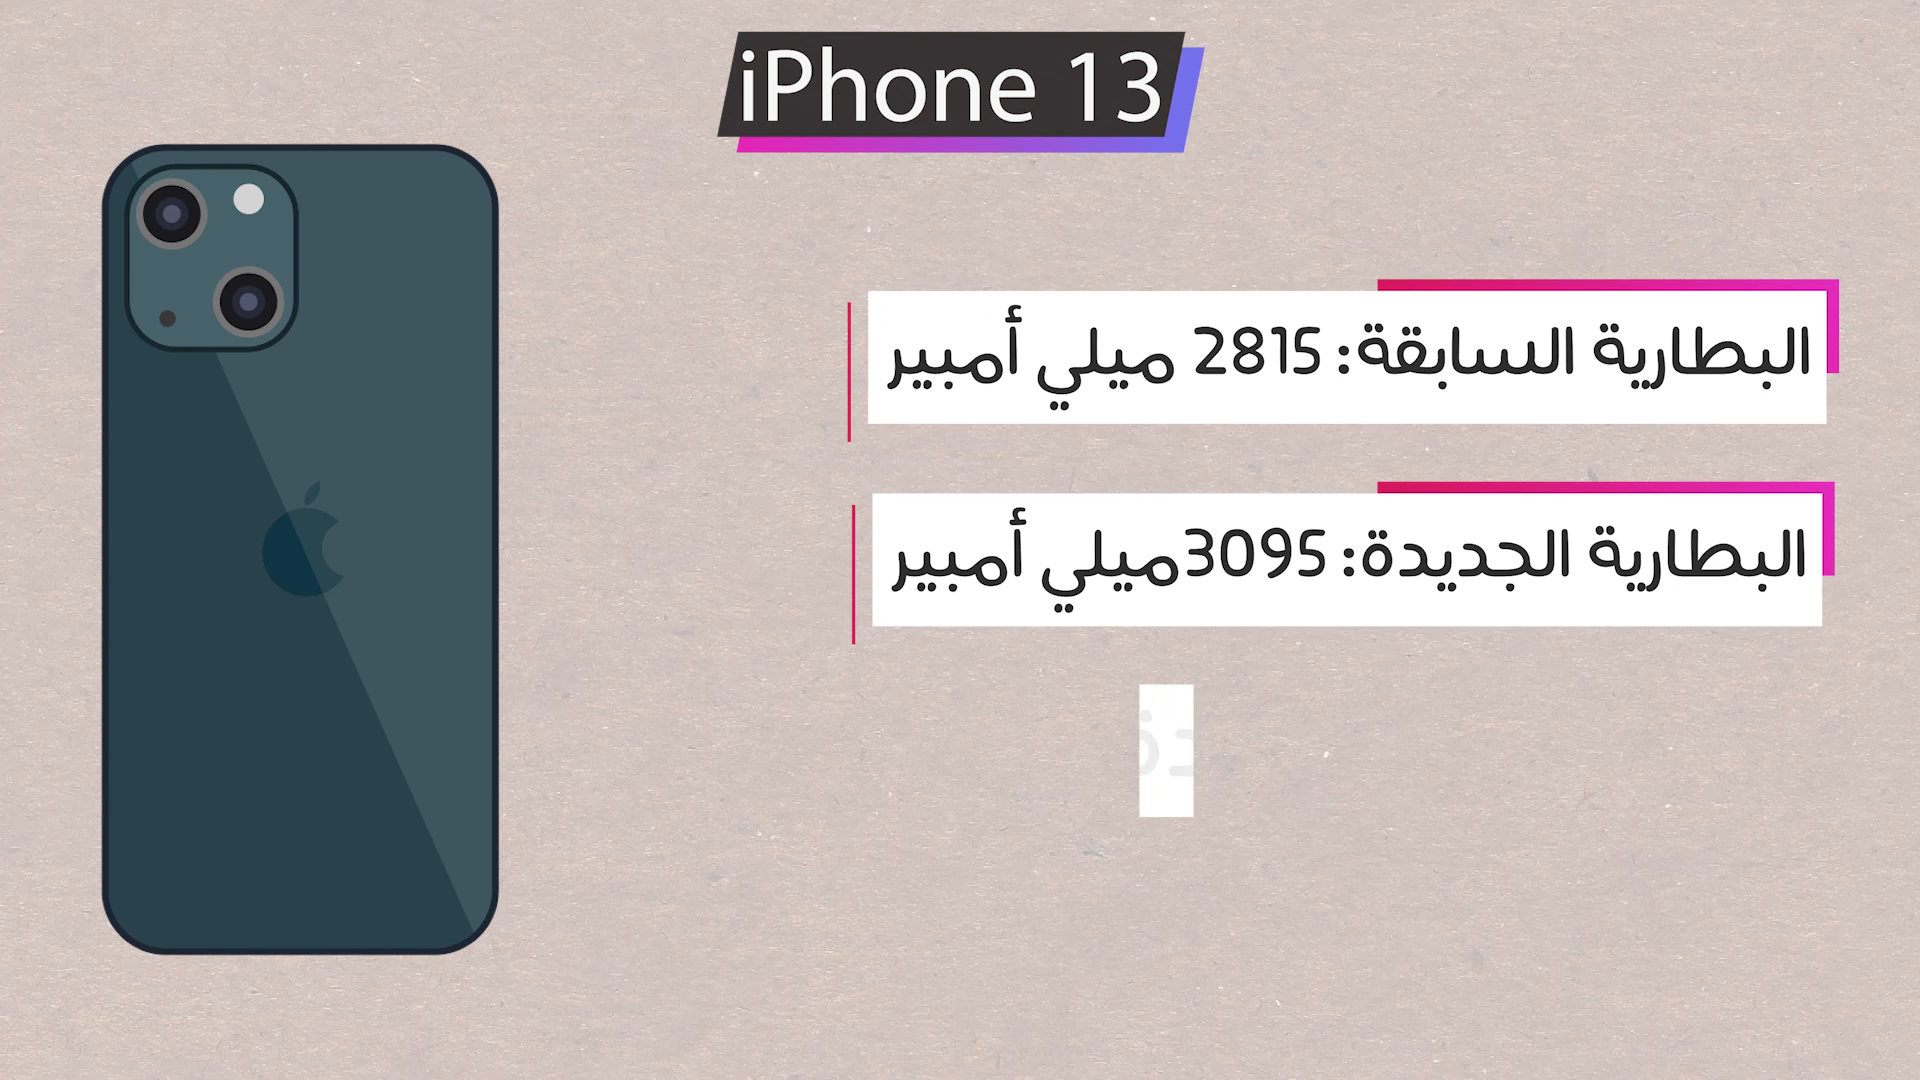 iPhone 13
البطارية السابقة: 2815 ميلي أمبير
البطارية الجديدة: 3095ميلي أمبير